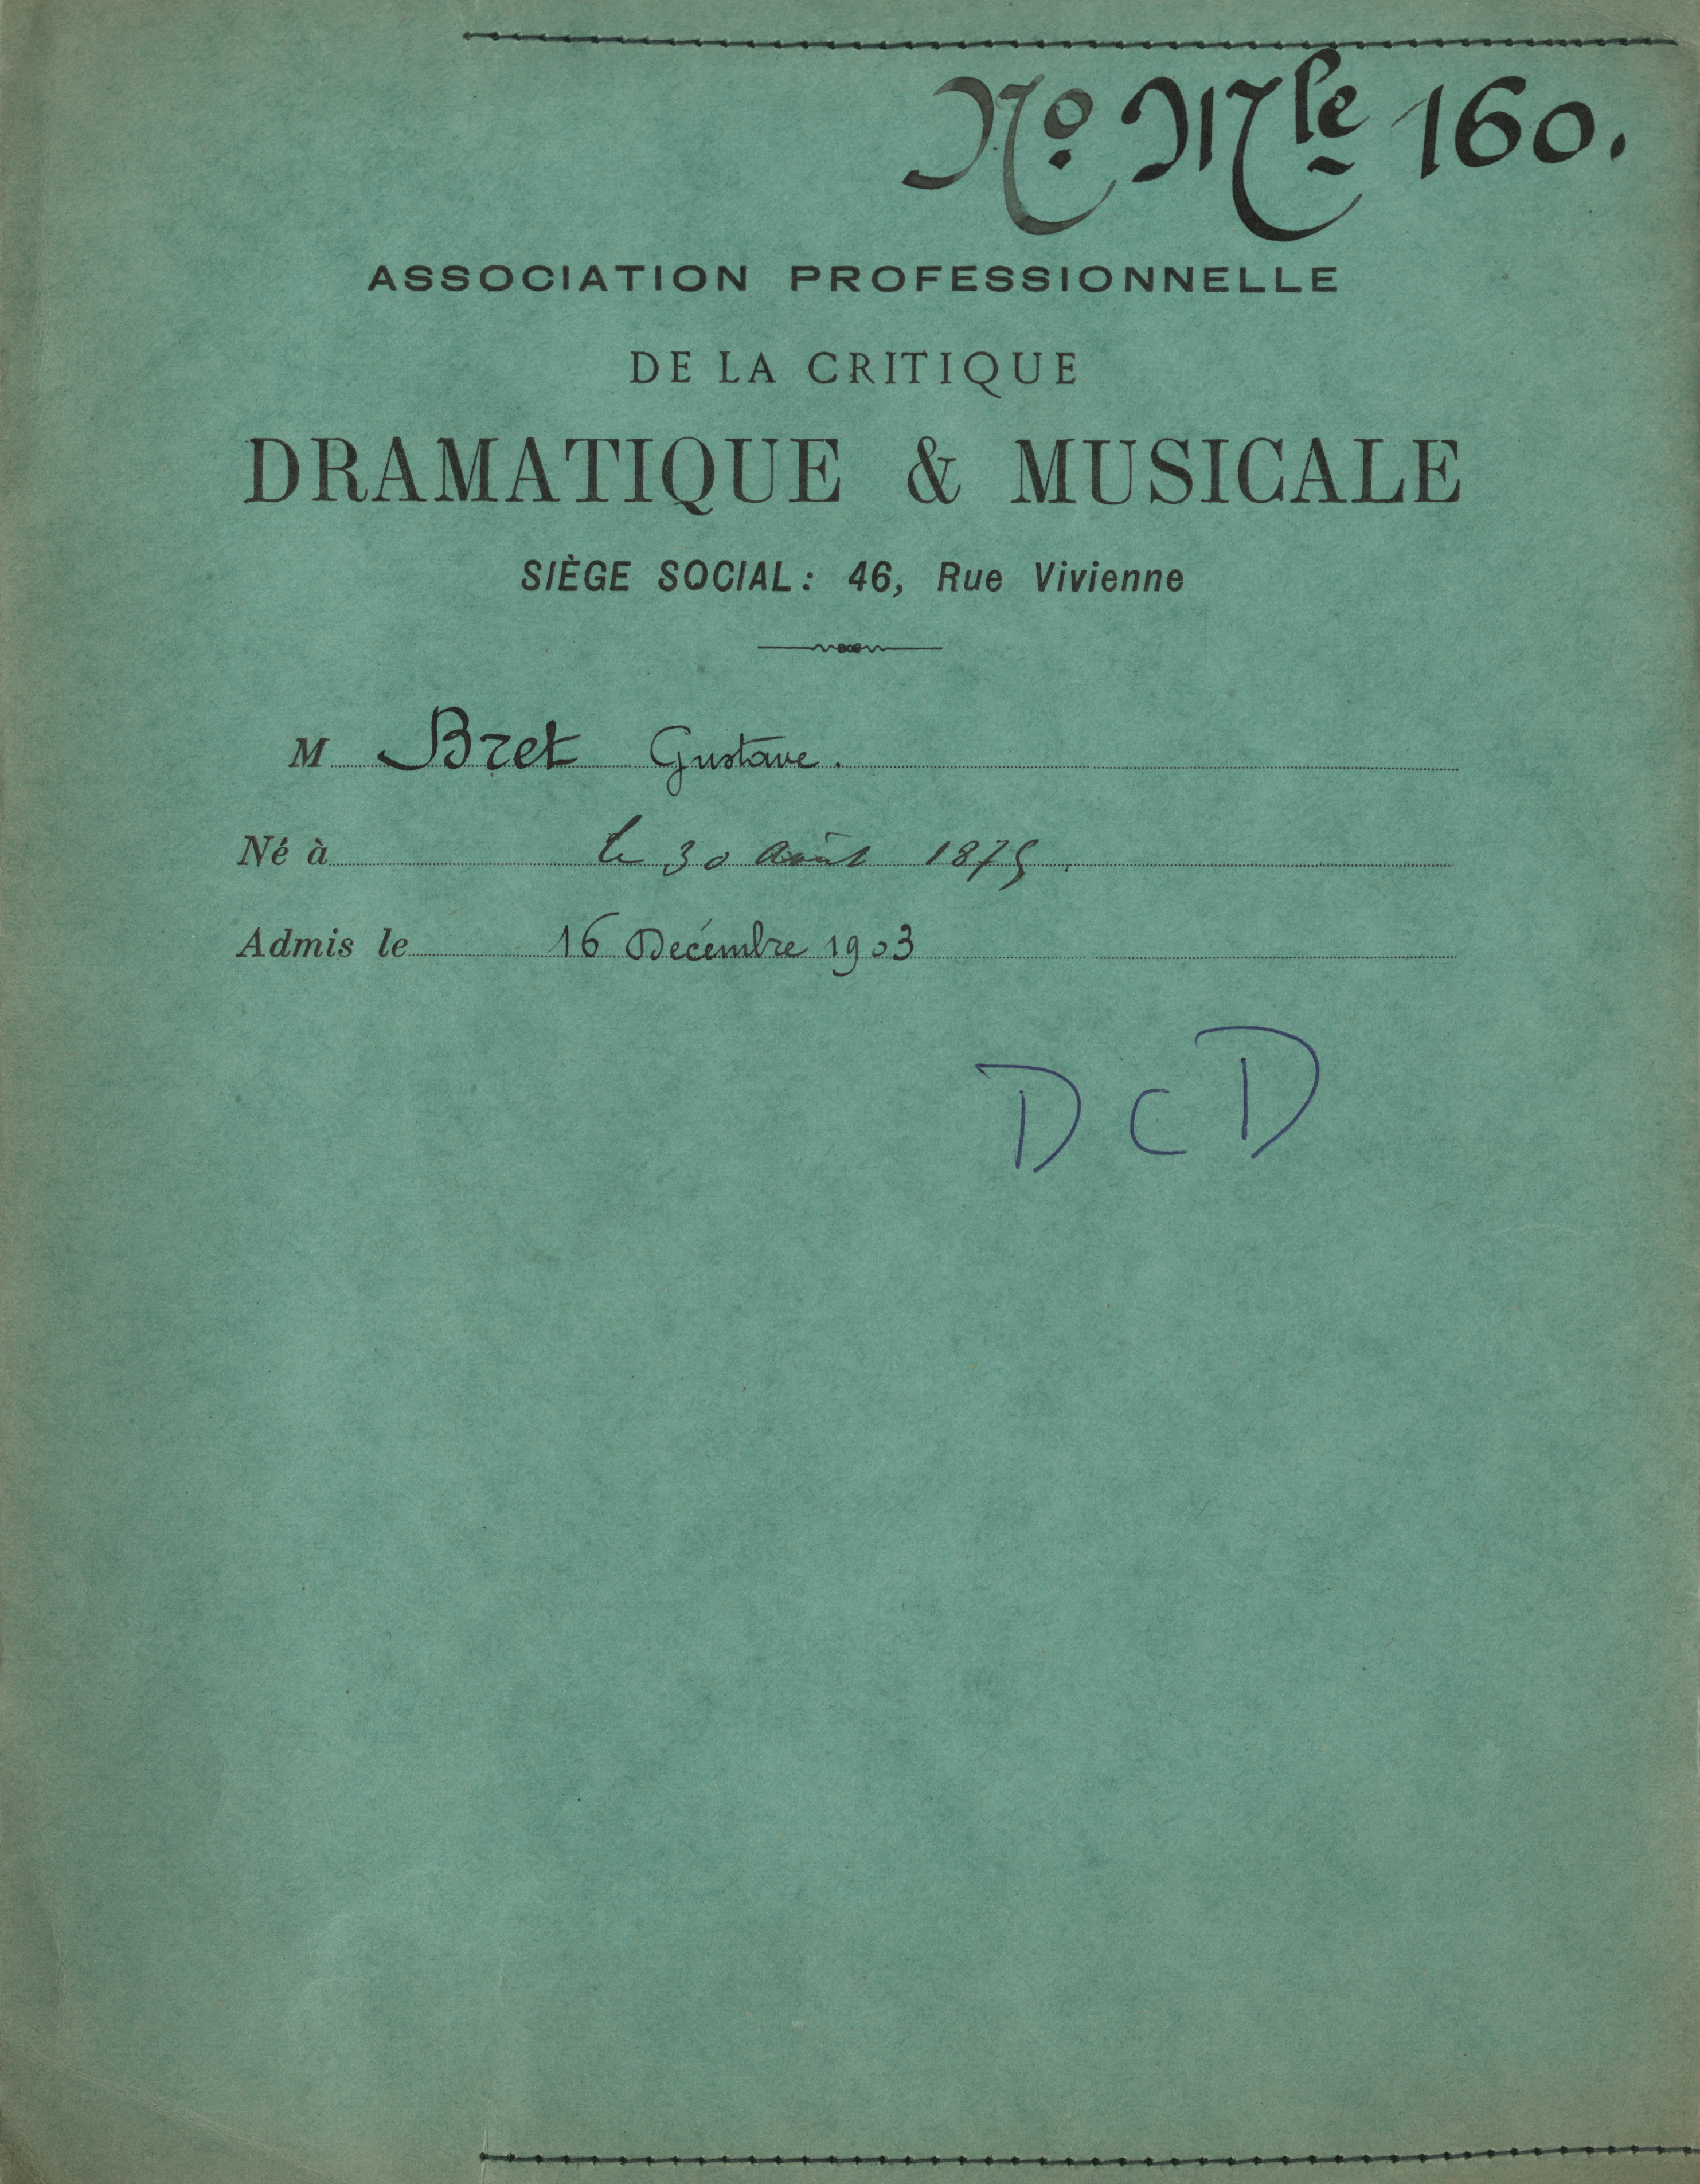 No Mle 160.
ASSOCIATION PROFESSIONNELLE
DE LA CRITIQUE
DRAMATIQUE & MUSICALE
SIÈGE SOCIAL: 46, Rue Vivienne
M Bret Gustave.
Né à le 30 Août 1875.
Admis le 16 Décembre 1903
DCD